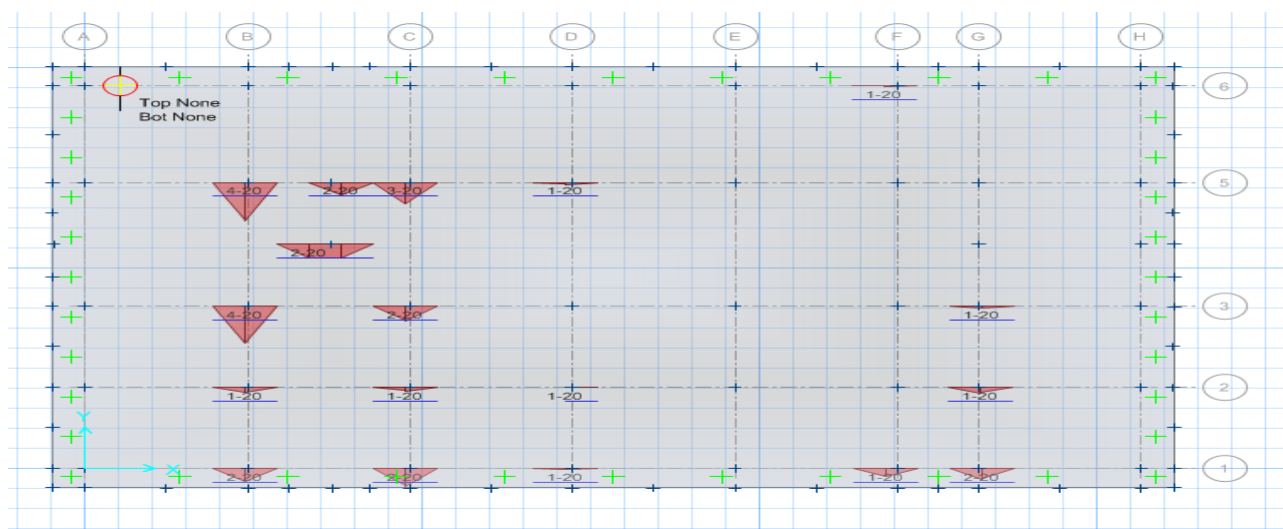 A B C D E F G H
6
Top None
Bot None
1-20
5
4-20 2-20 3-20 1-20
2-20
3
4-20 2-20 1-20
2
1-20 1-20 1-20 1-20
Y
X
1
2-20 2-20 1-20 1-20 2-20